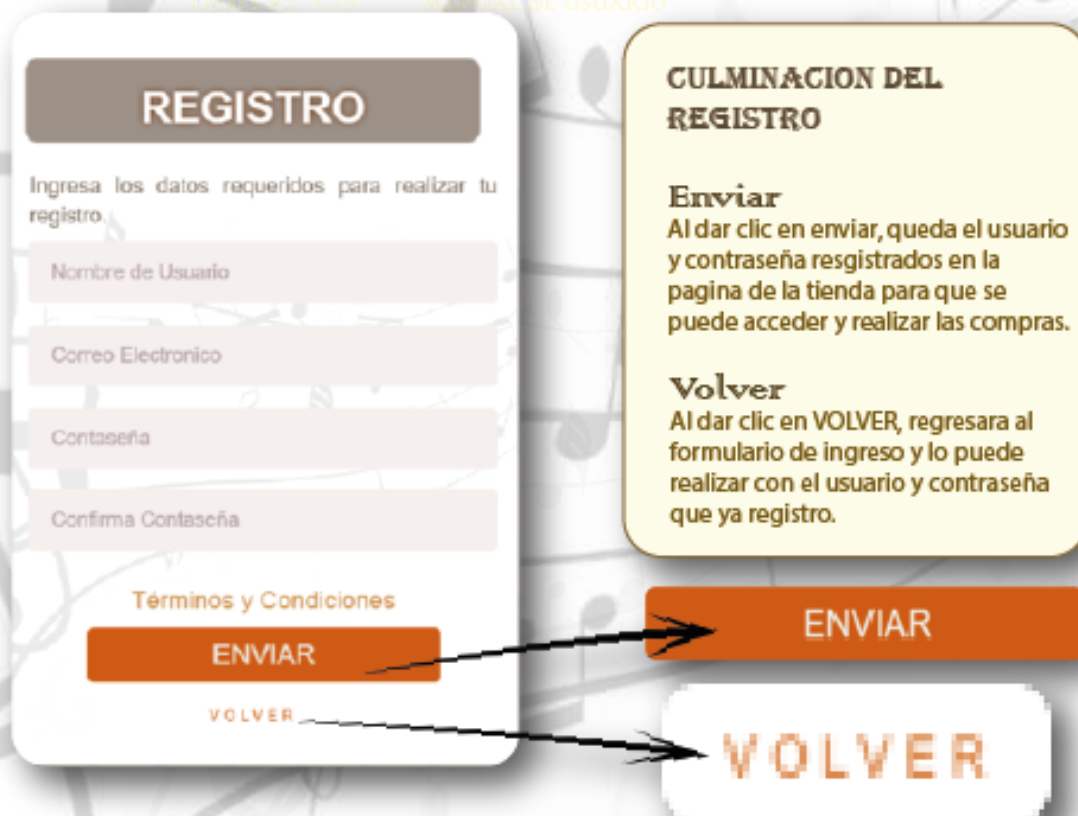 MANUAL DE USUARIO
REGISTRO
Ingresa los datos requeridos para realizar tu
registro.
Nombre de Usuario
Correo Electronico
Contaseña
Confirma Contaseña
Términos y Condiciones
ENVIAR
VOLVER
CULMINACION DEL
REGISTRO
Enviar
Al dar clic en enviar, queda el usuario
y contraseña resgistrados en la
pagina de la tienda para que se
puede acceder y realizar las compras.
Volver
Al dar clic en VOLVER, regresara al
formulario de ingreso y lo puede
realizar con el usuario y contraseña
que ya registro.
ENVIAR
VOLVER